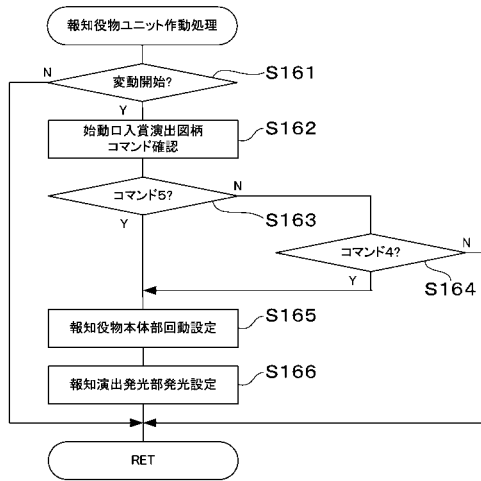 報知役物ユニット作動処理
変動開始?
N
S161
Y
始動口入賞演出図柄
コマンド確認
S162
コマンド5?
N
S163
Y
コマンド4?
N
S164
Y
報知役物本体部回動設定
S165
報知演出発光部発光設定
S166
RET